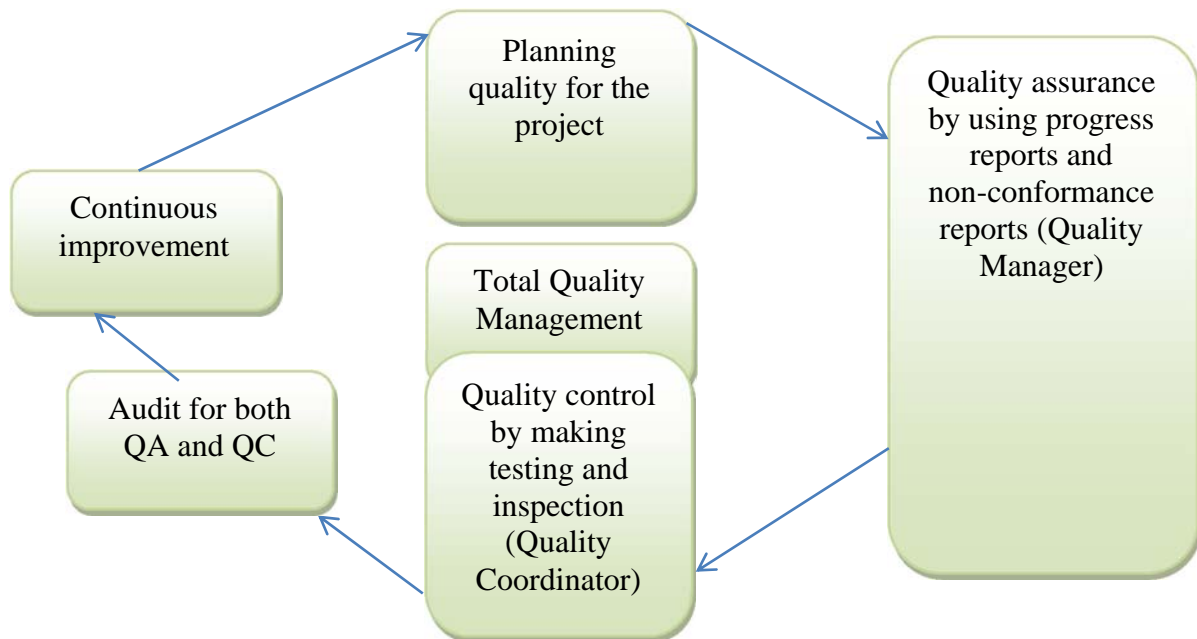 Planning
quality for the
project
Quality assurance
by using progress
reports and
non-conformance
reports (Quality
Manager)
Continuous
improvement
Total Quality
Management
Quality control
by making
testing and
inspection
(Quality
Coordinator)
Audit for both
QA and QC